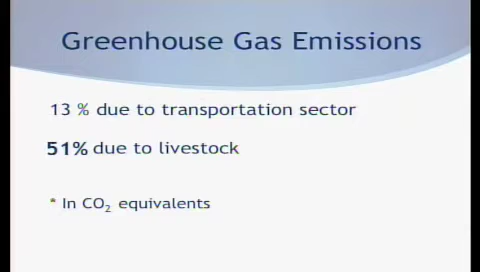 Greenhouse Gas Emissions
13 % due to transportation sector
51% due to livestock
* In CO₂ equivalents